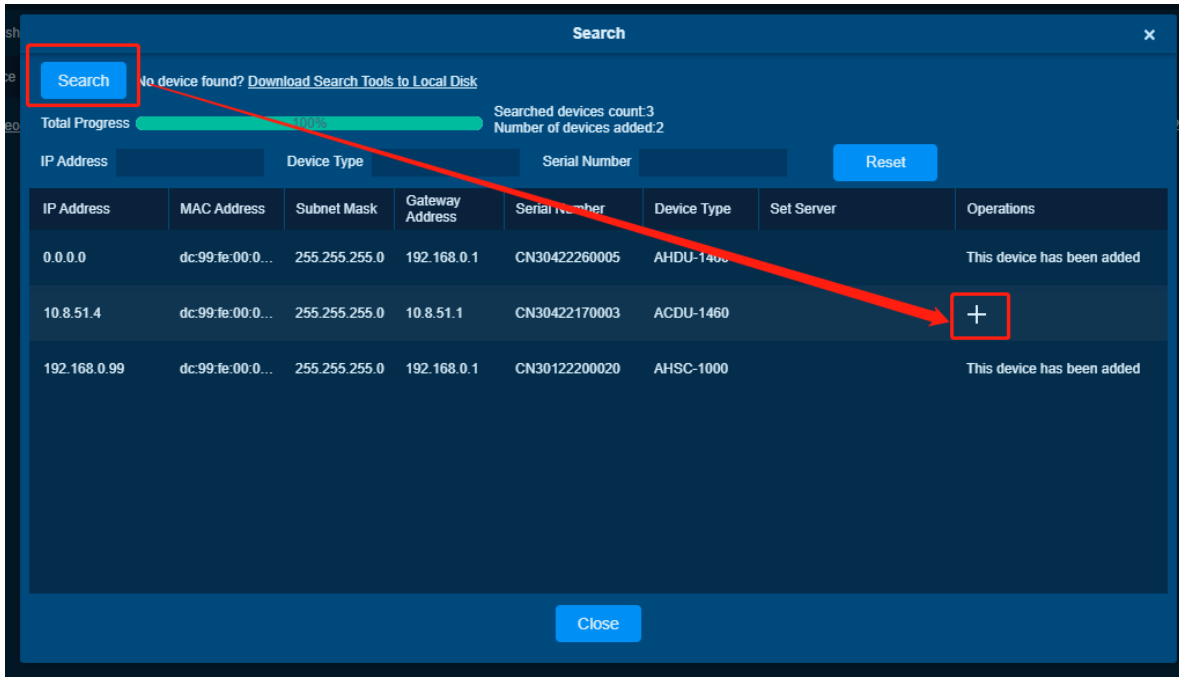 Search
×
Search No device found? Download Search Tools to Local Disk
Total Progress 100% Searched devices count:3
Number of devices added:2
IP Address Device Type Serial Number Reset
IP Address MAC Address Subnet Mask Gateway Address Serial Number Device Type Set Server Operations
0.0.0.0 dc:99:fe:00:0... 255.255.255.0 192.168.0.1 CN30422260005 AHDU-1460 This device has been added
10.8.51.4 dc:99:fe:00:0... 255.255.255.0 10.8.51.1 CN30422170003 ACDU-1460 +
192.168.0.99 dc:99:fe:00:0... 255.255.255.0 192.168.0.1 CN30122200020 AHSC-1000 This device has been added
Close